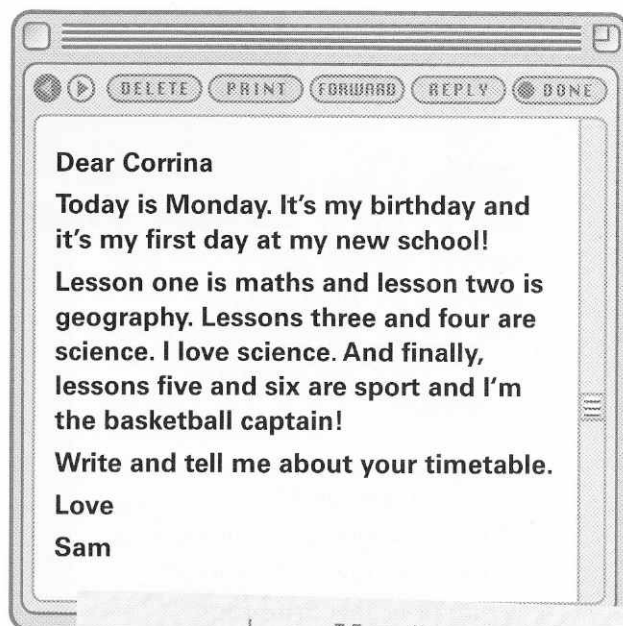 DELETE PRINT FORWARD REPLY DONE
Dear Corrina
Today is Monday. It's my birthday and
it's my first day at my new school!
Lesson one is maths and lesson two is
geography. Lessons three and four are
science. I love science. And finally,
lessons five and six are sport and I'm
the basketball captain!
Write and tell me about your timetable.
Love
Sam